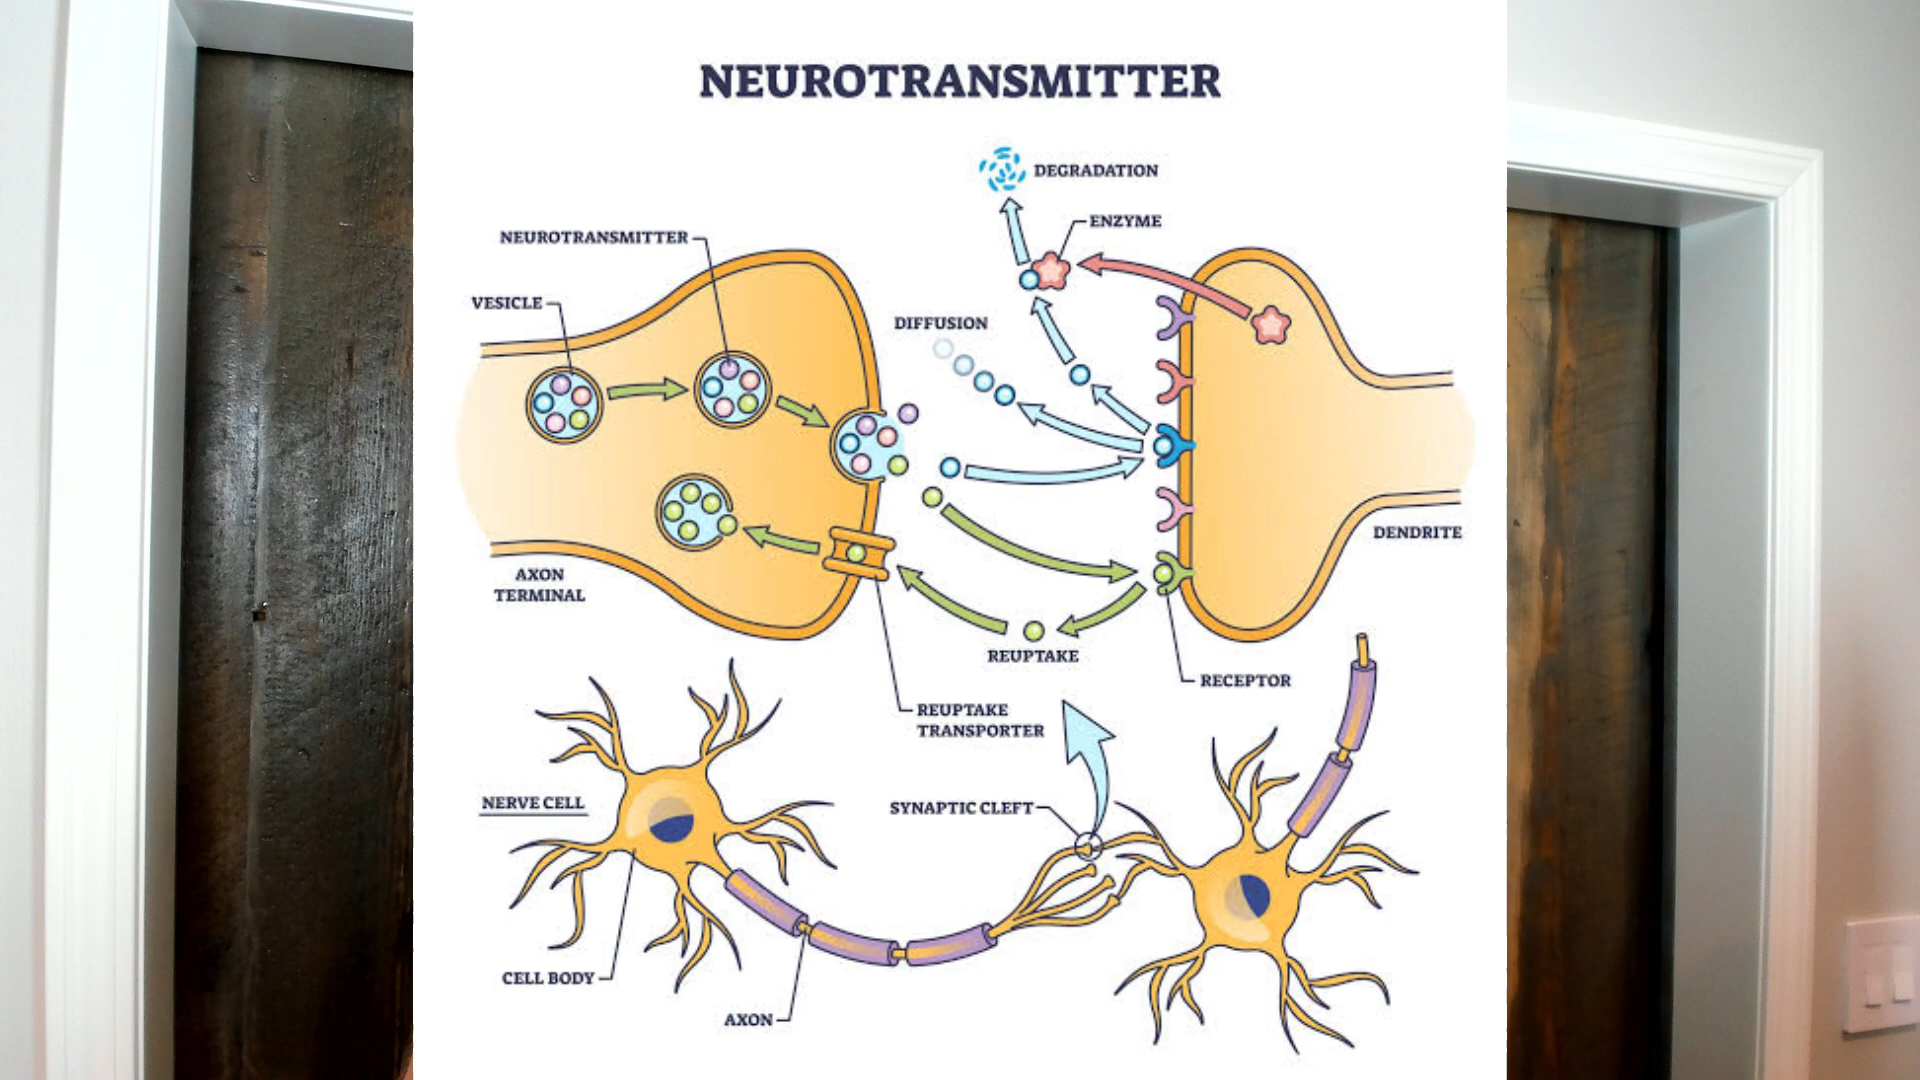 NEUROTRANSMITTER
DEGRADATION
ENZYME
NEUROTRANSMITTER
VESICLE
DIFFUSION
DENDRITE
AXON
TERMINAL
REUPTAKE
RECEPTOR
REUPTAKE
TRANSPORTER
NERVE CELL
SYNAPTIC CLEFT
CELL BODY
AXON